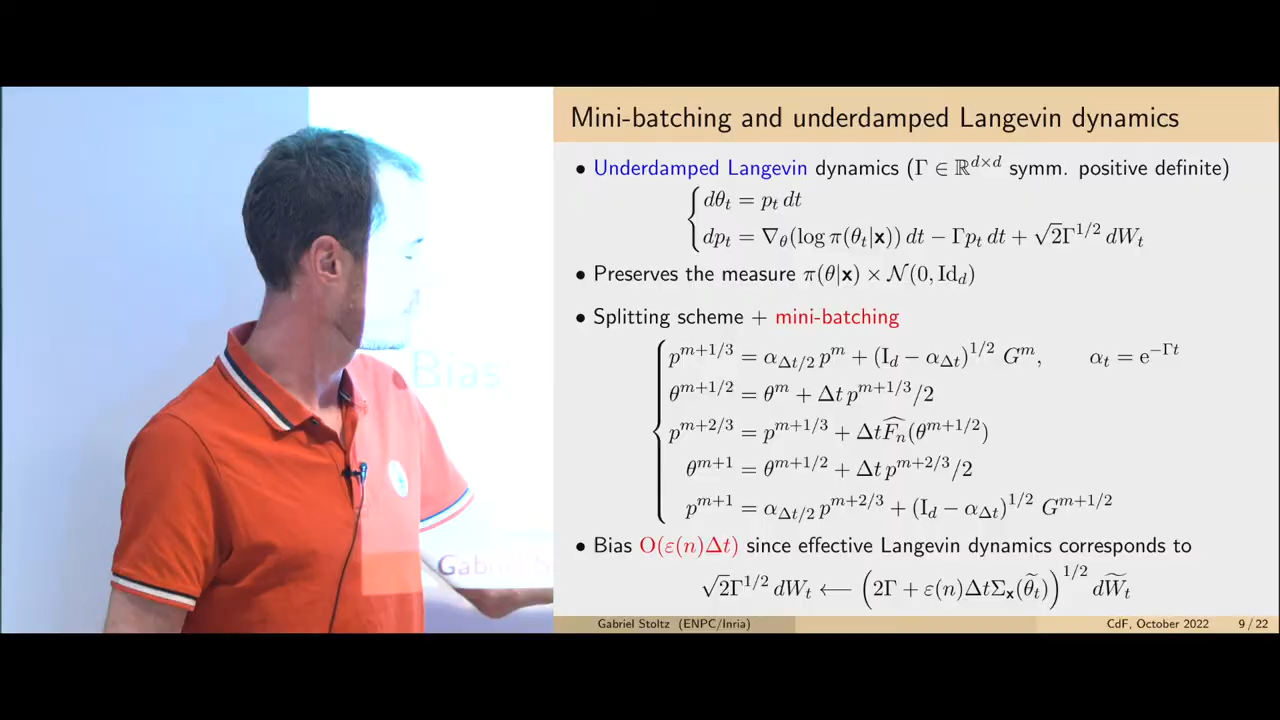 Mini-batching and underdamped Langevin dynamics
• Underdamped Langevin dynamics (Γ ∈ ℝ^{d×d} symm. positive definite)
dθ_t = p_t dt
dp_t = ∇_θ(log π(θ_t|x)) dt − Γp_t dt + √2Γ^{1/2} dW_t
• Preserves the measure π(θ|x) × 𝒩(0, Id_d)
• Splitting scheme + mini-batching
p^{m+1/3} = α_{Δt/2} p^m + (I_d − α_{Δt})^{1/2} G^m, α_t = e^{−Γt}
θ^{m+1/2} = θ^m + Δt p^{m+1/3}/2
p^{m+2/3} = p^{m+1/3} + Δt\widehat{F_n}(θ^{m+1/2})
θ^{m+1} = θ^{m+1/2} + Δt p^{m+2/3}/2
p^{m+1} = α_{Δt/2} p^{m+2/3} + (I_d − α_{Δt})^{1/2} G^{m+1/2}
• Bias O(ε(n)Δt) since effective Langevin dynamics corresponds to
√2Γ^{1/2} dW_t ⟵ (2Γ + ε(n)ΔtΣ_x(\widetilde{θ}_t))^{1/2} d\widetilde{W}_t
Gabriel Stoltz (ENPC/Inria) CdF, October 2022 9 / 22
Bias
Gabriel S